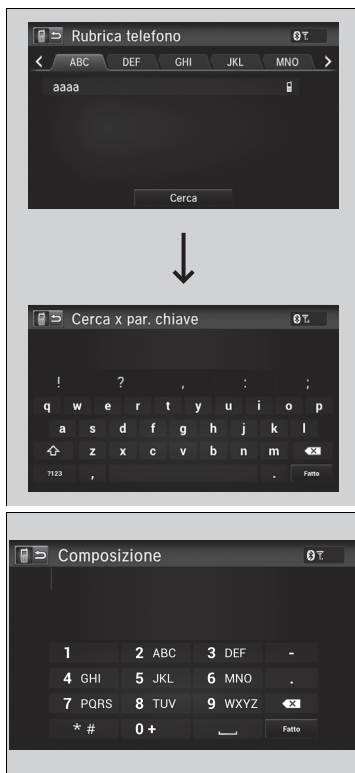 Rubrica telefono
ABC DEF GHI JKL MNO
aaaa
Cerca
Cerca x par. chiave
! ? , : ;
q w e r t y u i o p
a s d f g h j k l
z x c v b n m
?123 , . Fatto
Composizione
1 2 ABC 3 DEF -
4 GHI 5 JKL 6 MNO .
7 PQRS 8 TUV 9 WXYZ
* # 0 + Fatto